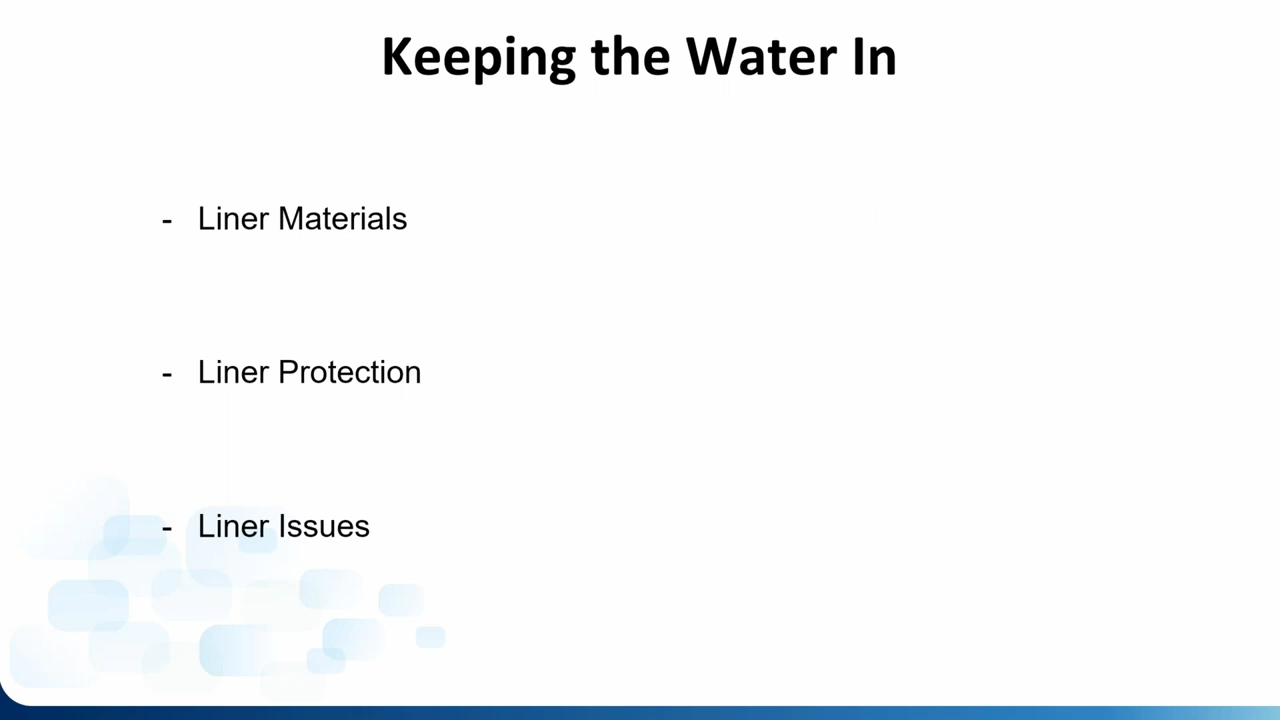 Keeping the Water In
- Liner Materials
- Liner Protection
- Liner Issues